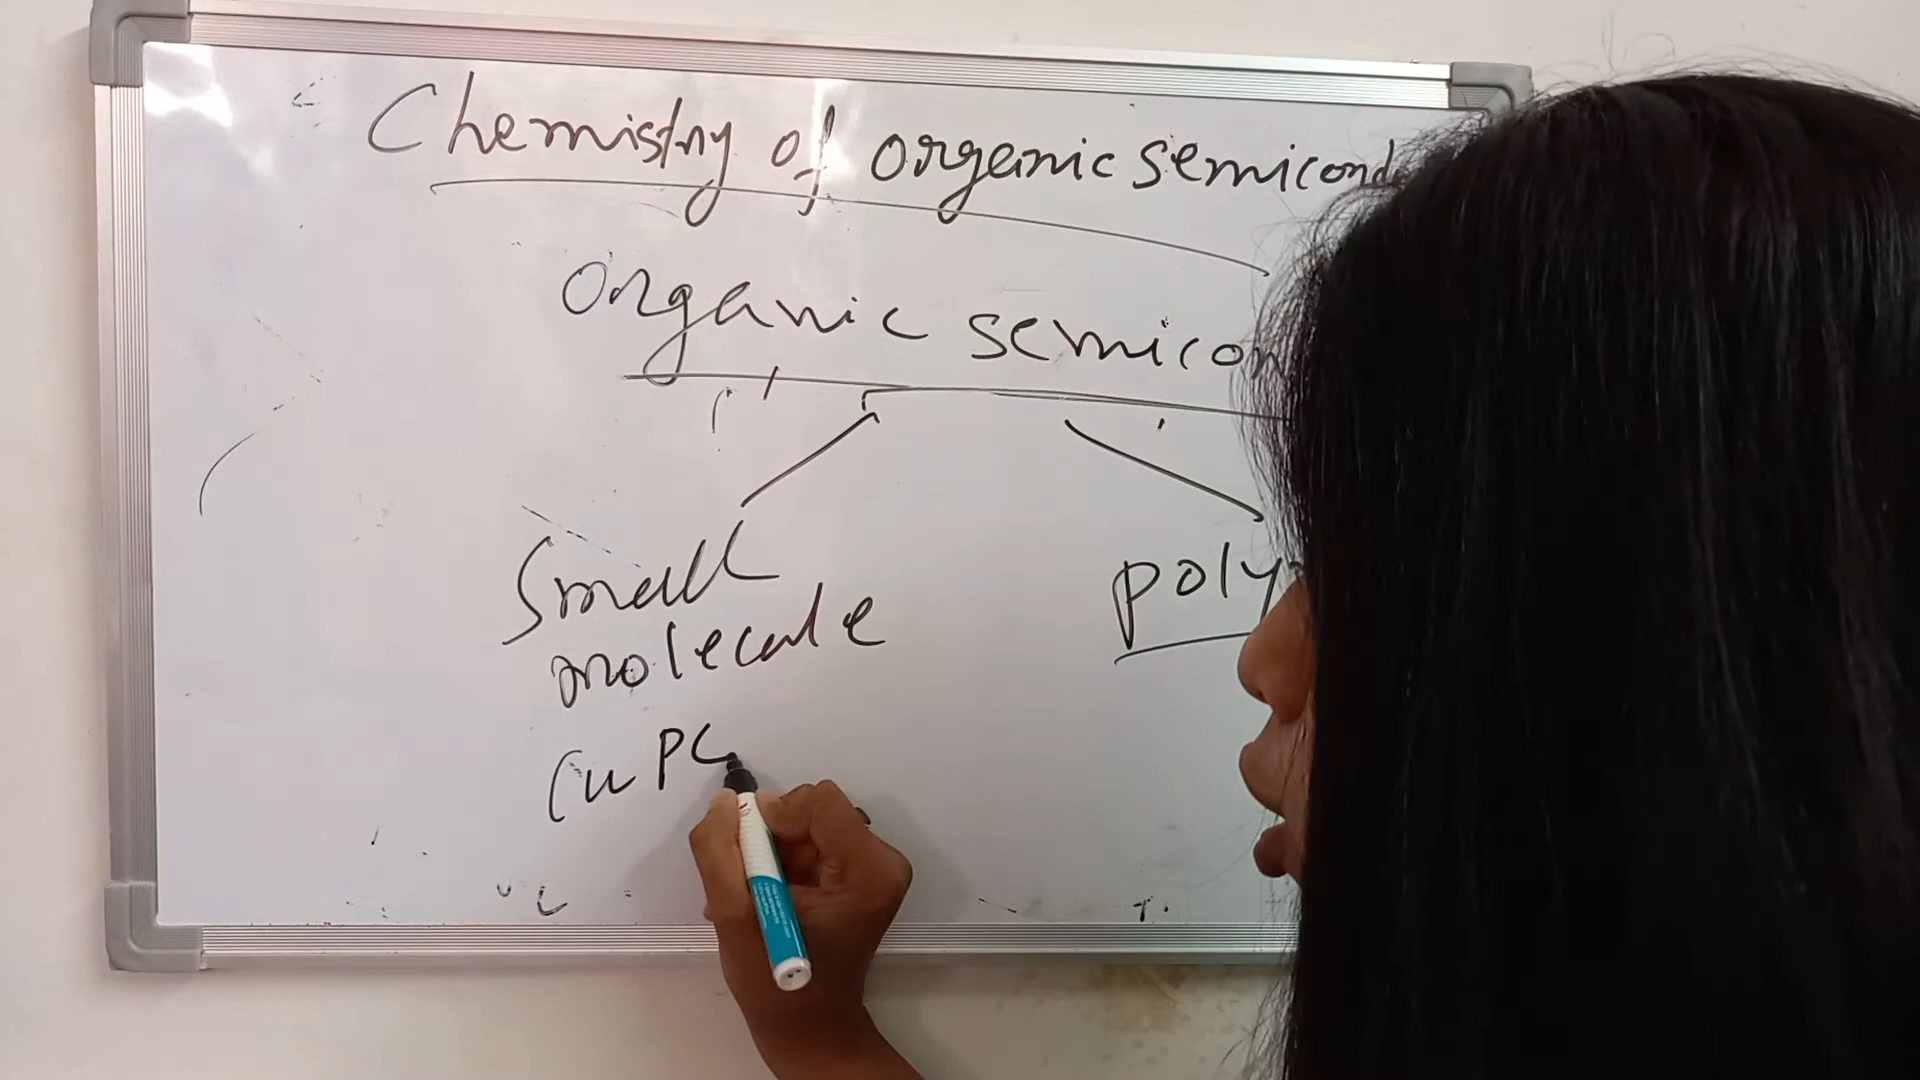 Chemistry of organic semicond
organic semicon
Small
molecule
poly
CuPC